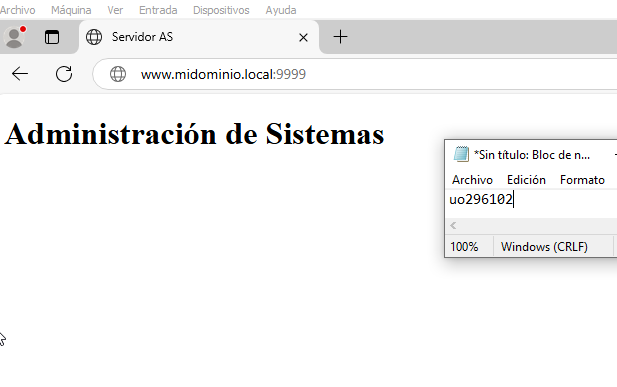 Archivo Máquina Ver Entrada Dispositivos Ayuda
Servidor AS
www.midominio.local:9999
Administración de Sistemas
*Sin título: Bloc de n...
Archivo Edición Formato
uo296102
100% Windows (CRLF)